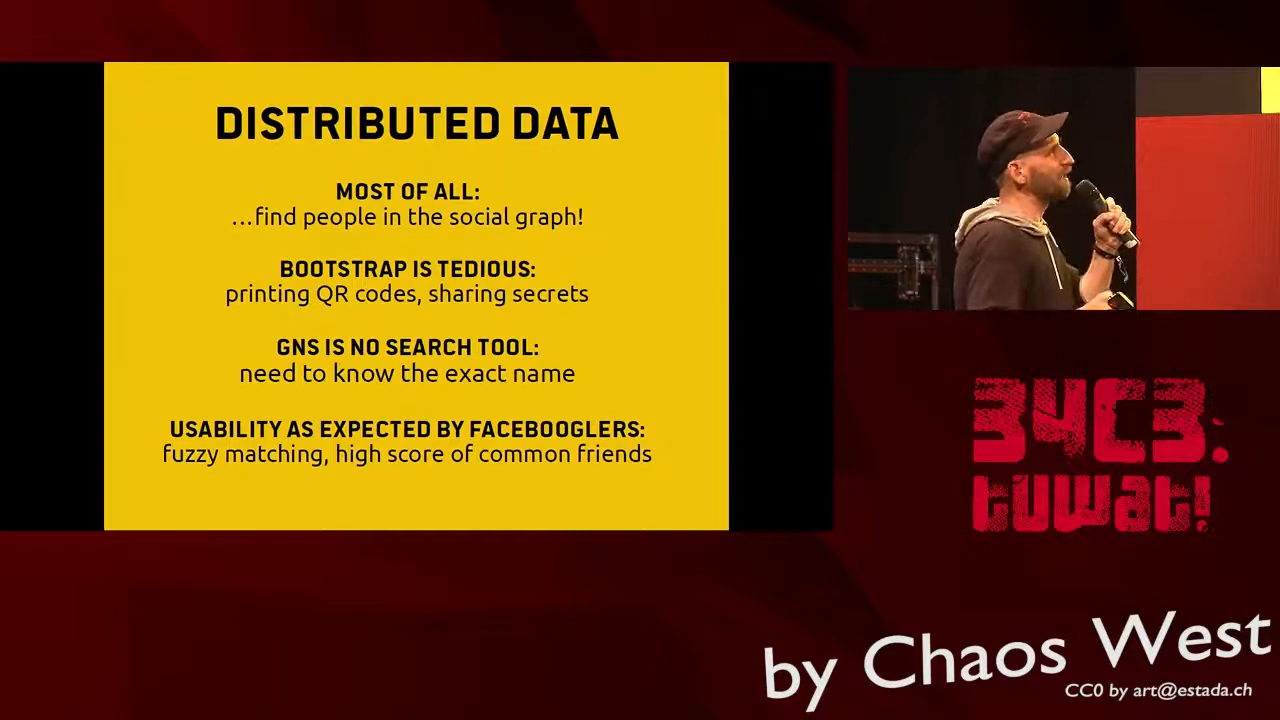 DISTRIBUTED DATA
MOST OF ALL:
...find people in the social graph!
BOOTSTRAP IS TEDIOUS:
printing QR codes, sharing secrets
GNS IS NO SEARCH TOOL:
need to know the exact name
USABILITY AS EXPECTED BY FACEBOOGLERS:
fuzzy matching, high score of common friends
34C3:
tuwat!
by Chaos West
CC0 by art@estada.ch